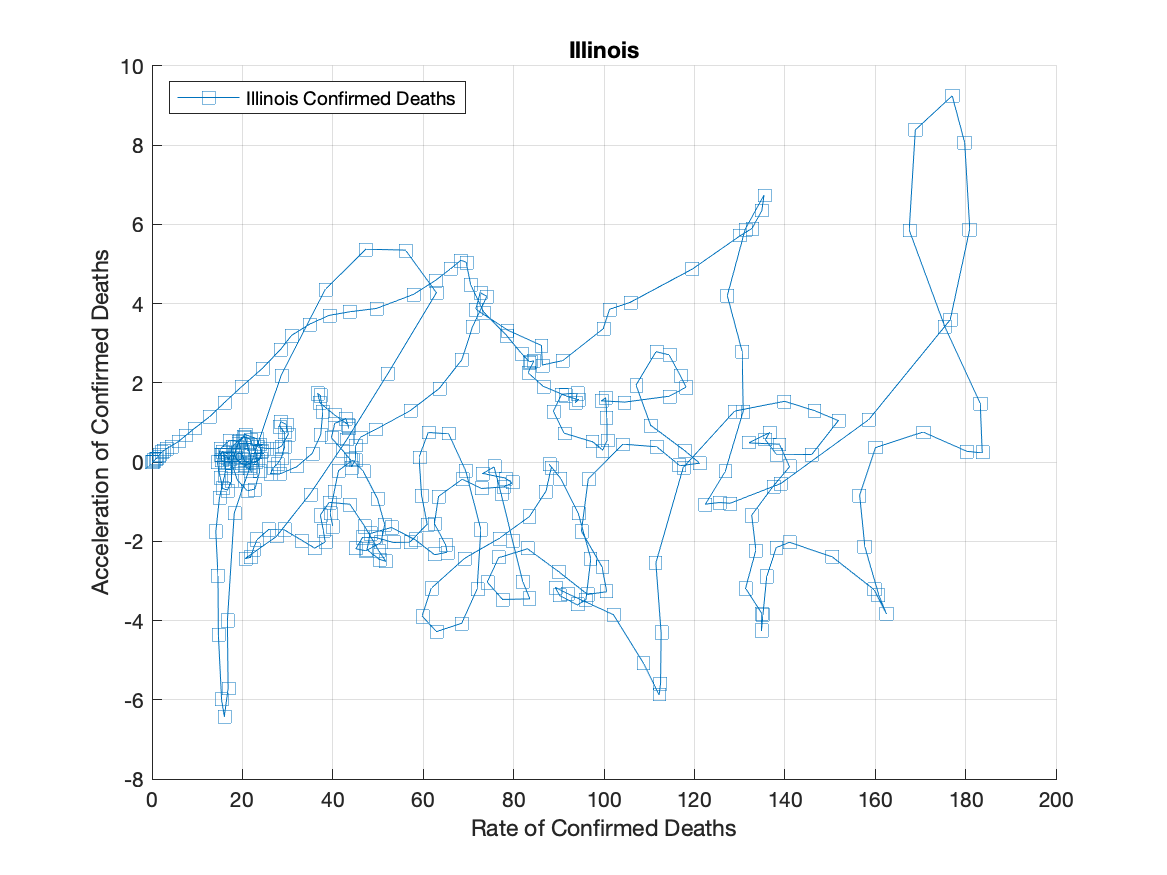 Illinois
Illinois Confirmed Deaths
10
8
6
4
2
0
-2
-4
-6
-8
Acceleration of Confirmed Deaths
0 20 40 60 80 100 120 140 160 180 200
Rate of Confirmed Deaths